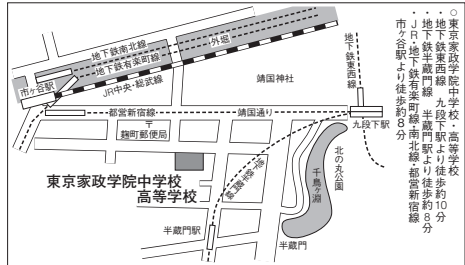 ○東京家政学院中学校・高等学校
・地下鉄東西線 九段下駅より徒歩約10分
・地下鉄半蔵門線 半蔵門駅より徒歩約8分
・JR・地下鉄有楽町線・南北線・都営新宿線
市ヶ谷駅より徒歩約8分
地下鉄南北線
外堀
地下鉄有楽町線
地下鉄東西線
市ヶ谷駅
JR中央・総武線
靖国神社
都営新宿線
靖国通り
九段下駅
〒
麹町郵便局
北の丸公園
東京家政学院中学校
高等学校
地下鉄半蔵門線
千鳥ヶ淵
半蔵門駅
半蔵門